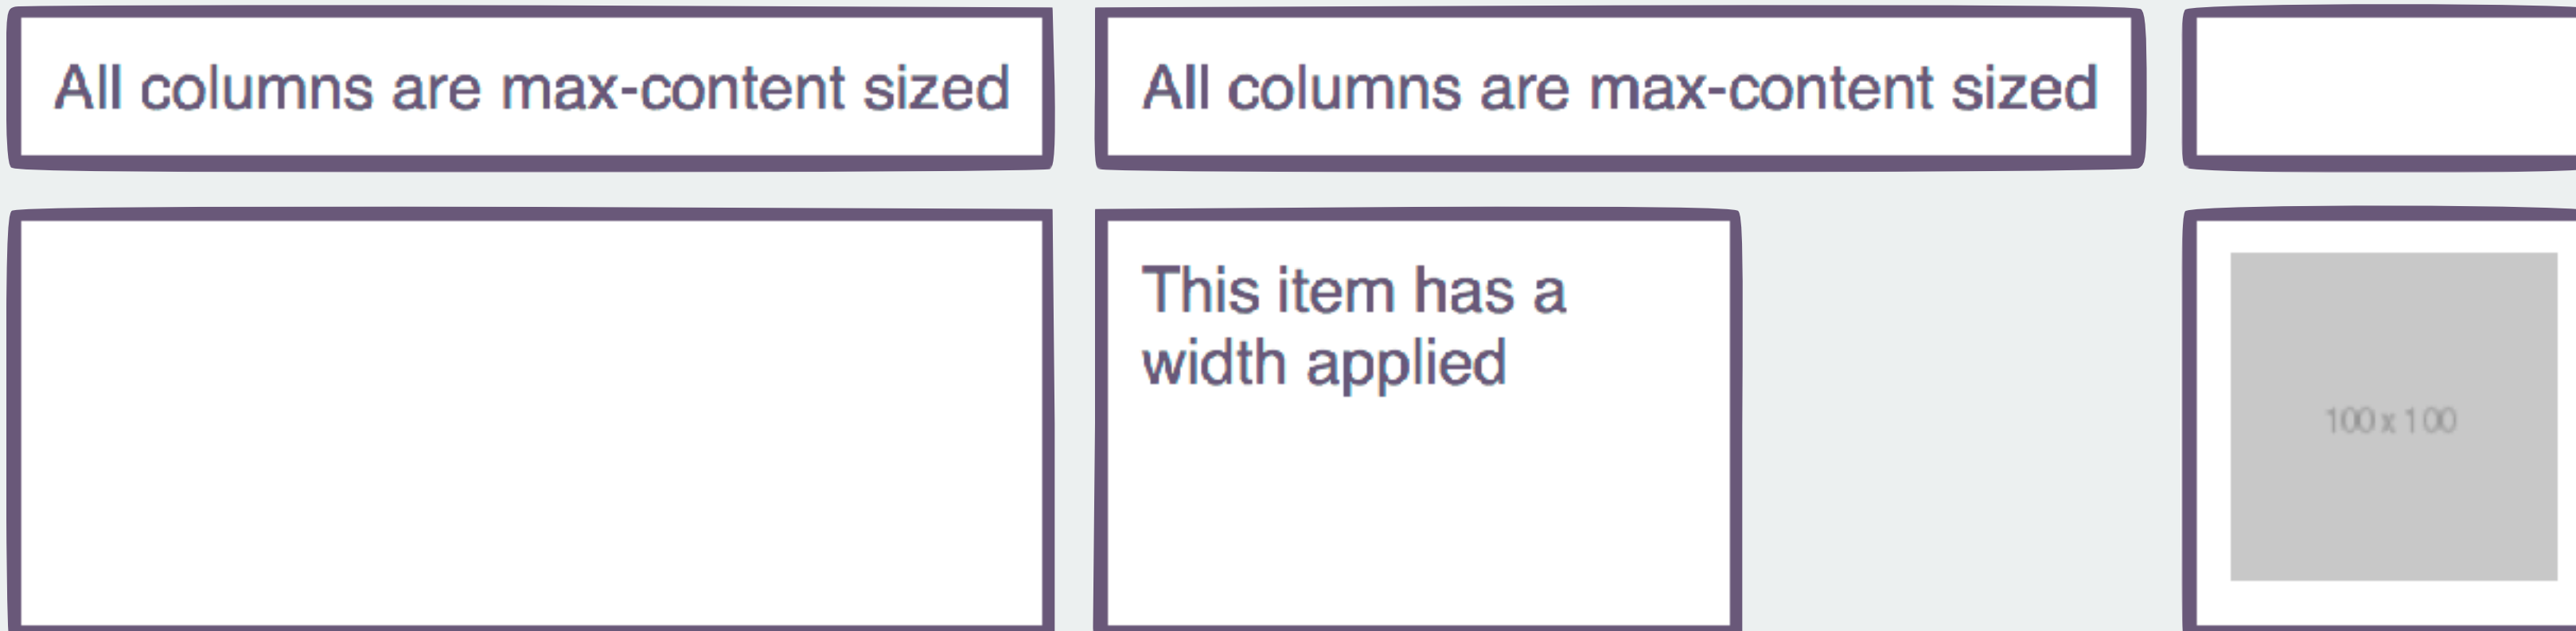 All columns are max-content sized
All columns are max-content sized
This item has a
width applied
100 x 100